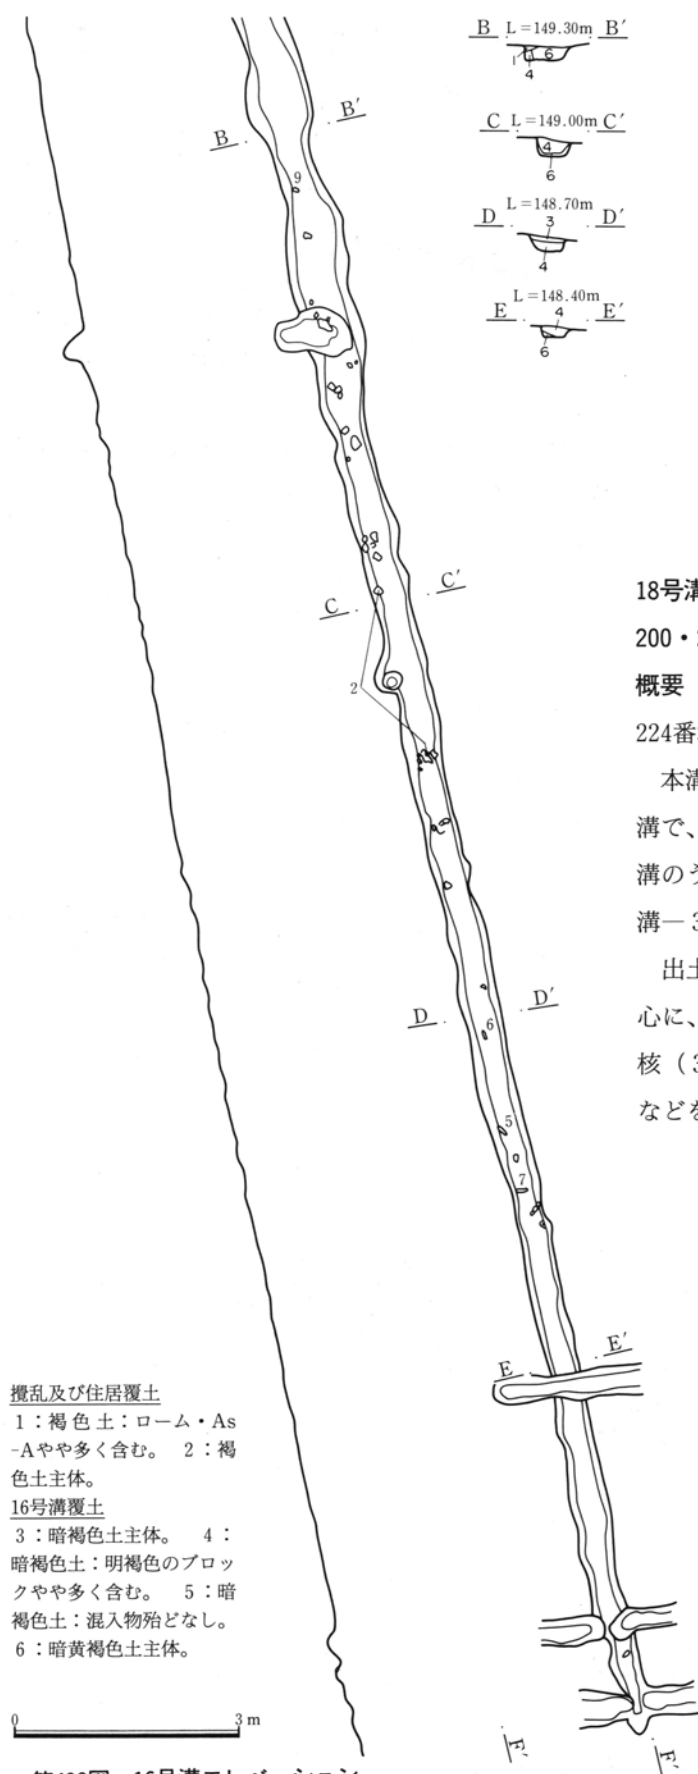 B L=149.30m B′
1 6
4
C L=149.00m C′
4
6
D L=148.70m D′
3
4
E L=148.40m E′
4
6
B B′
9
C C′
2
D D′
6
5
7
E E′
F′ F′
18号溝
200・
概要
224番
本溝
溝で、
溝のう
溝―3
出土
心に、
核（3
などを
攪乱及び住居覆土
1：褐色土：ローム・As
-Aやや多く含む。 2：褐
色土主体。
16号溝覆土
3：暗褐色土主体。 4：
暗褐色土：明褐色のブロッ
クやや多く含む。 5：暗
褐色土：混入物殆どなし。
6：暗黄褐色土主体。
0 3m